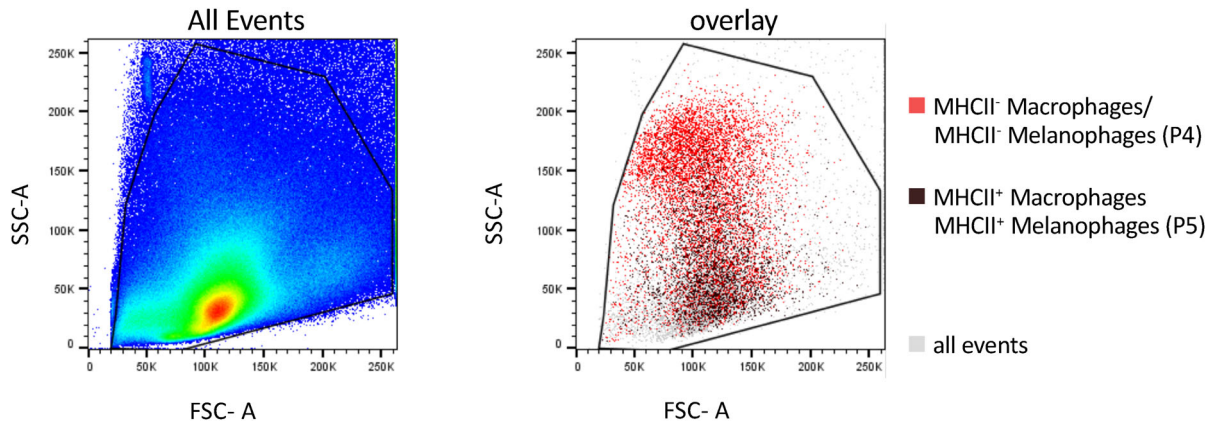 All Events
250K
200K
150K
100K
50K
0
0 50K 100K 150K 200K 250K
SSC-A
FSC- A
overlay
250K
200K
150K
100K
50K
0
0 50K 100K 150K 200K 250K
SSC-A
FSC- A
MHCII⁻ Macrophages/
MHCII⁻ Melanophages (P4)
MHCII⁺ Macrophages
MHCII⁺ Melanophages (P5)
all events